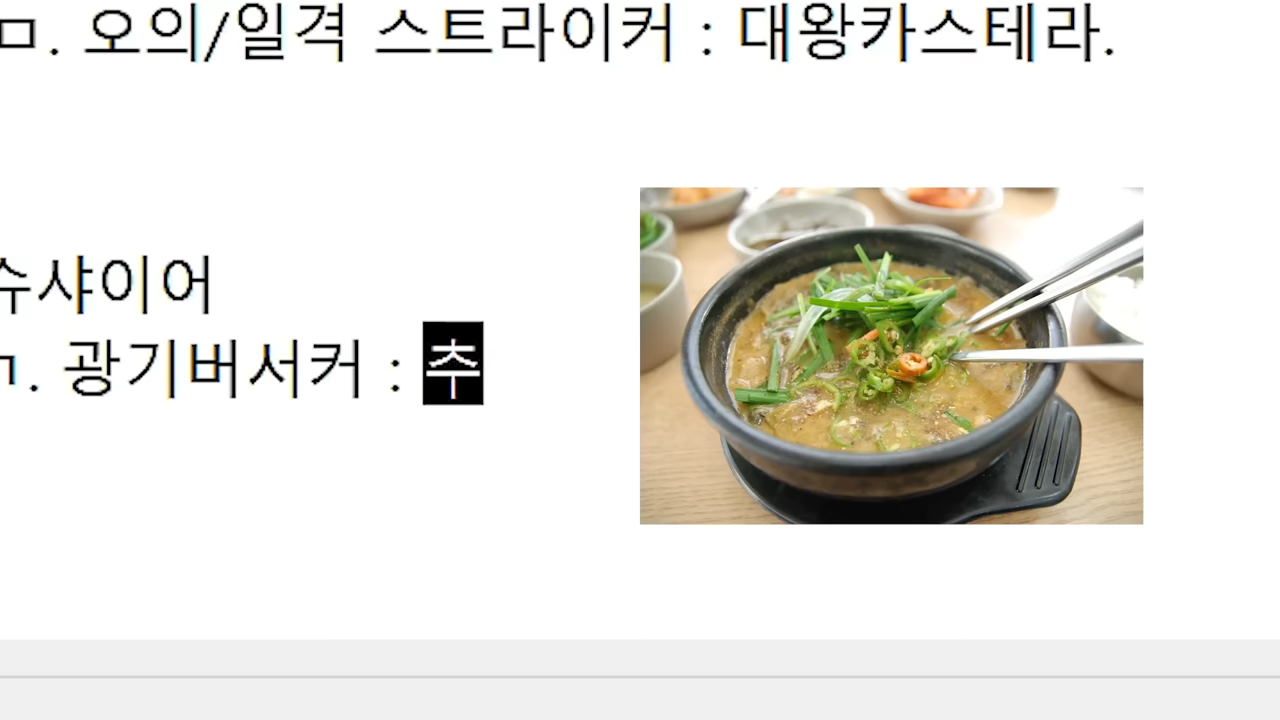 ㅁ. 오의/일격 스트라이커 : 대왕카스테라.
슈샤이어
ㄱ. 광기버서커 : 추